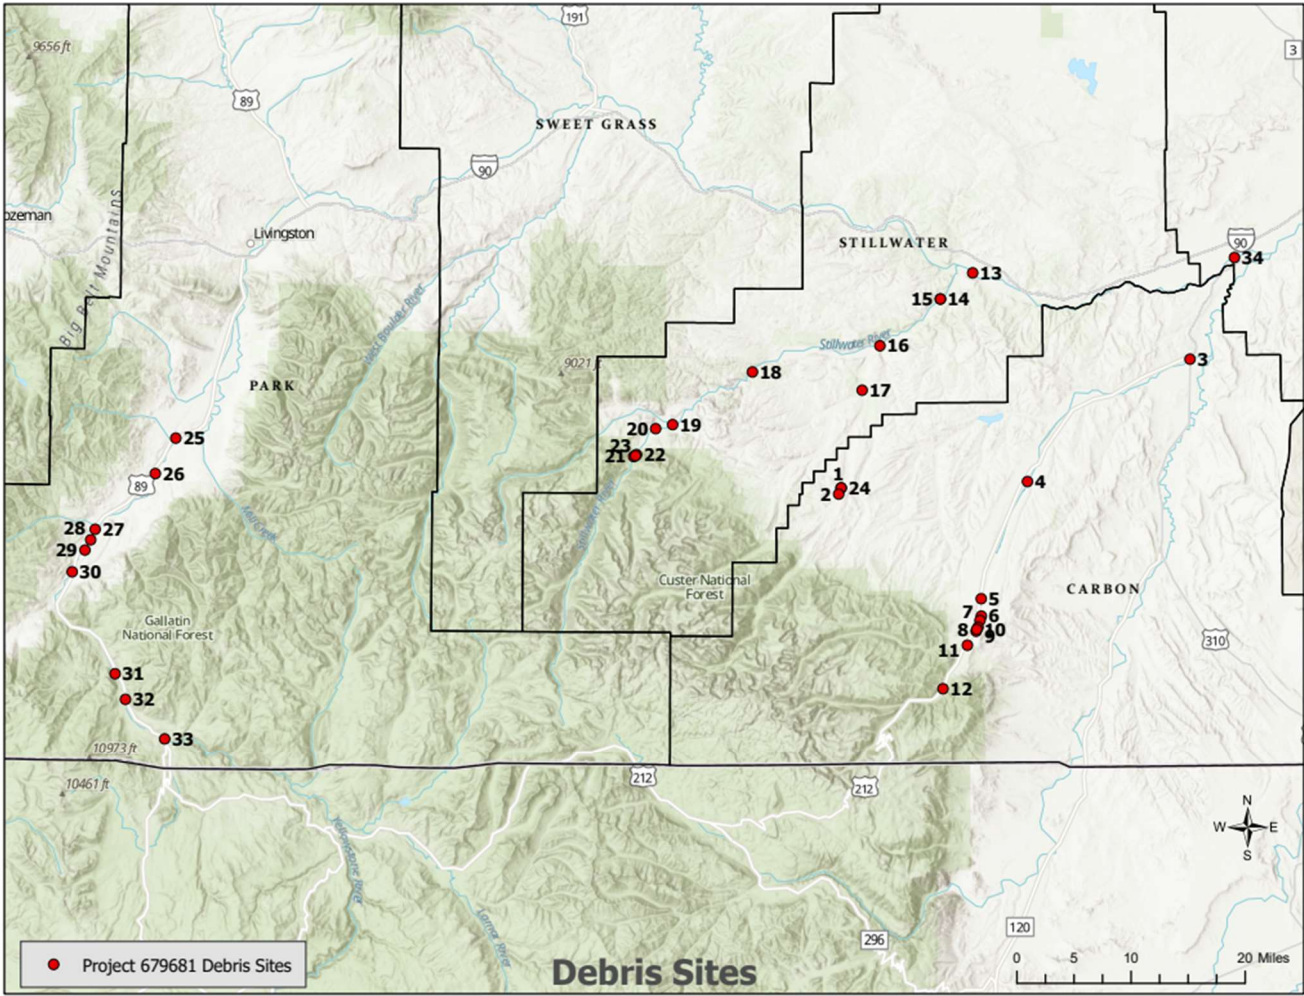 191
9656 ft
3
89
SWEET GRASS
90
Big Belt Mountains
ozeman
Livingston
STILLWATER
90
34
13
15
14
West Boulder River
Stillwater River
16
3
9021 ft
18
PARK
17
25
20
19
23
21
22
26
89
1
2
24
4
Stillwater River
Mill Creek
28
27
29
30
Custer National
Forest
CARBON
5
7
6
8
10
9
11
Gallatin
National Forest
310
31
12
32
33
10973 ft
10461 ft
212
212
N
W
E
S
Yellowstone River
Lamar River
296
120
Project 679681 Debris Sites
Debris Sites
0 5 10 20 Miles